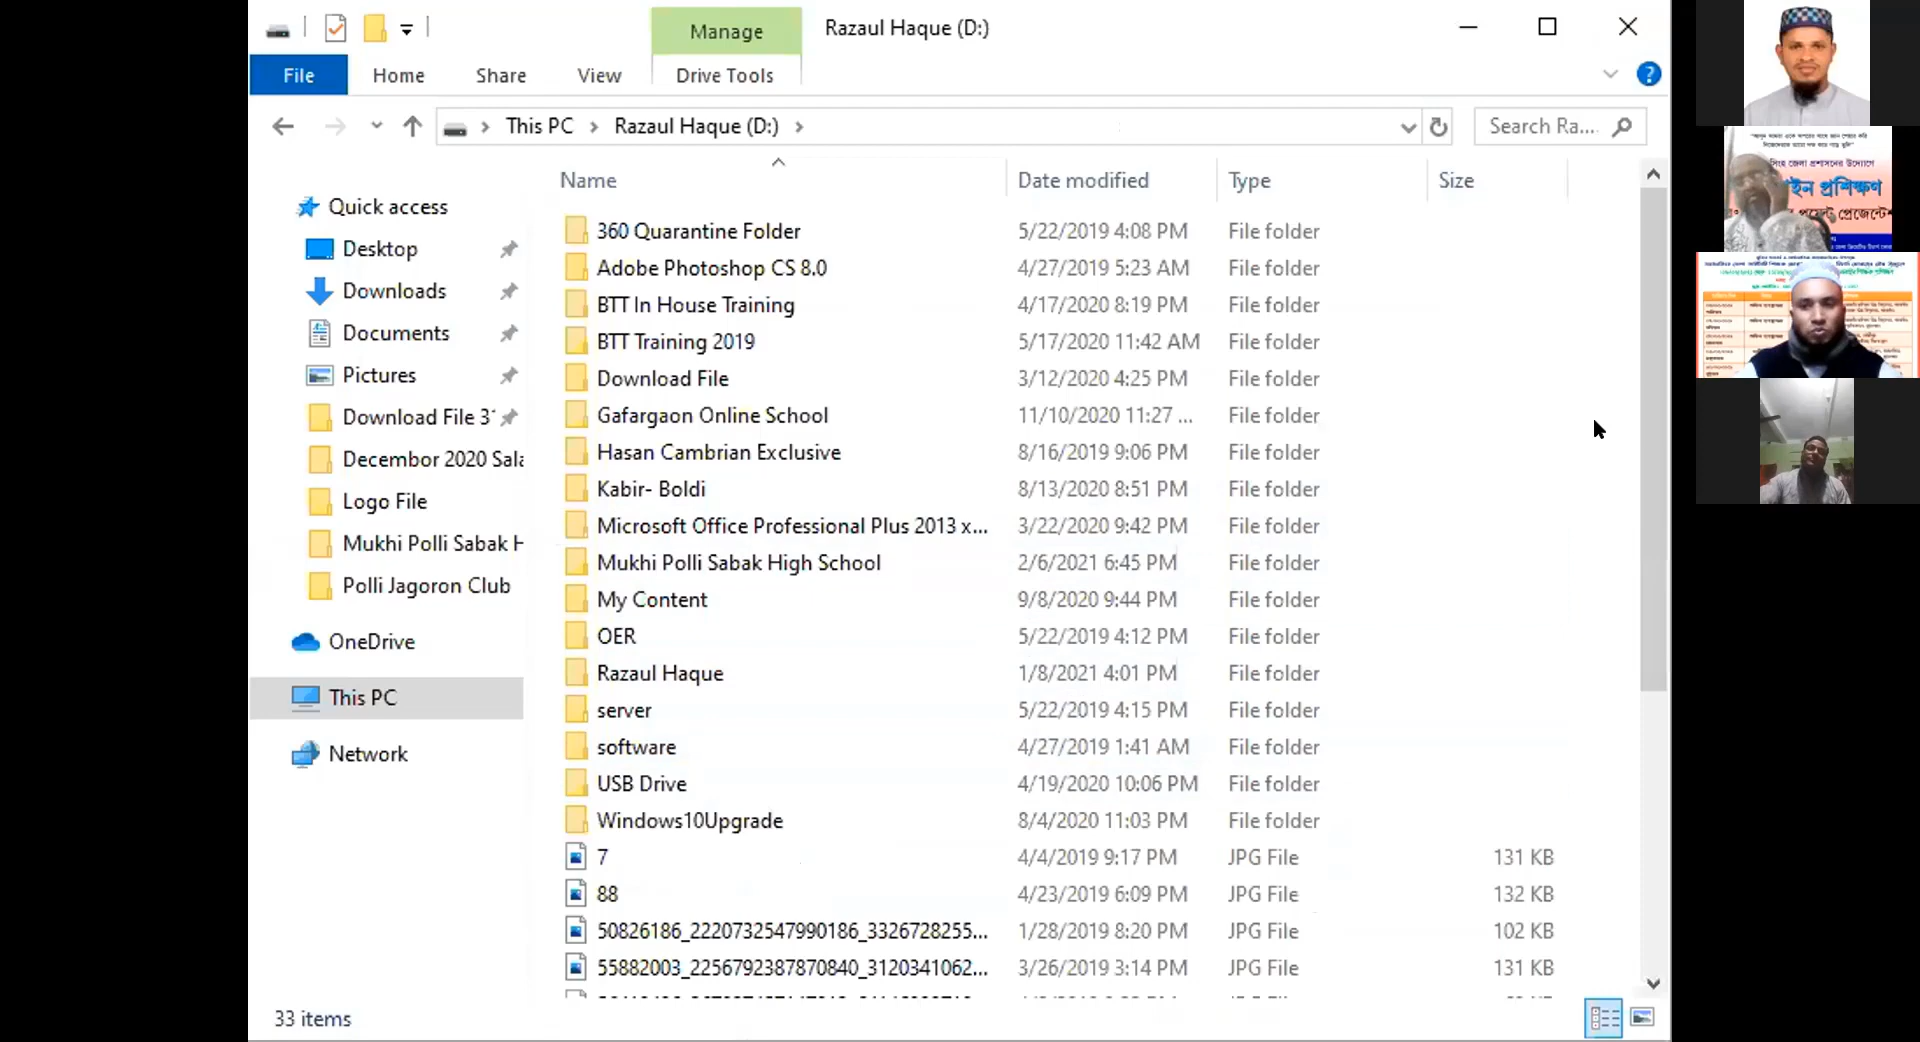 Manage
Razaul Haque (D:)
File
Home
Share
View
Drive Tools
This PC
Razaul Haque (D:)
Search Ra...
Name
Date modified
Type
Size
Quick access
Desktop
Downloads
Documents
Pictures
Download File 3
Decembor 2020 Sala
Logo File
Mukhi Polli Sabak H
Polli Jagoron Club
OneDrive
This PC
Network
360 Quarantine Folder 5/22/2019 4:08 PM File folder
Adobe Photoshop CS 8.0 4/27/2019 5:23 AM File folder
BTT In House Training 4/17/2020 8:19 PM File folder
BTT Training 2019 5/17/2020 11:42 AM File folder
Download File 3/12/2020 4:25 PM File folder
Gafargaon Online School 11/10/2020 11:27 ... File folder
Hasan Cambrian Exclusive 8/16/2019 9:06 PM File folder
Kabir- Boldi 8/13/2020 8:51 PM File folder
Microsoft Office Professional Plus 2013 x... 3/22/2020 9:42 PM File folder
Mukhi Polli Sabak High School 2/6/2021 6:45 PM File folder
My Content 9/8/2020 9:44 PM File folder
OER 5/22/2019 4:12 PM File folder
Razaul Haque 1/8/2021 4:01 PM File folder
server 5/22/2019 4:15 PM File folder
software 4/27/2019 1:41 AM File folder
USB Drive 4/19/2020 10:06 PM File folder
Windows10Upgrade 8/4/2020 11:03 PM File folder
7 4/4/2019 9:17 PM JPG File 131 KB
88 4/23/2019 6:09 PM JPG File 132 KB
50826186_2220732547990186_3326728255... 1/28/2019 8:20 PM JPG File 102 KB
55882003_2256792387870840_3120341062... 3/26/2019 3:14 PM JPG File 131 KB
33 items
জেলা প্রশাসনের উদ্যোগে
প্রশিক্ষণ